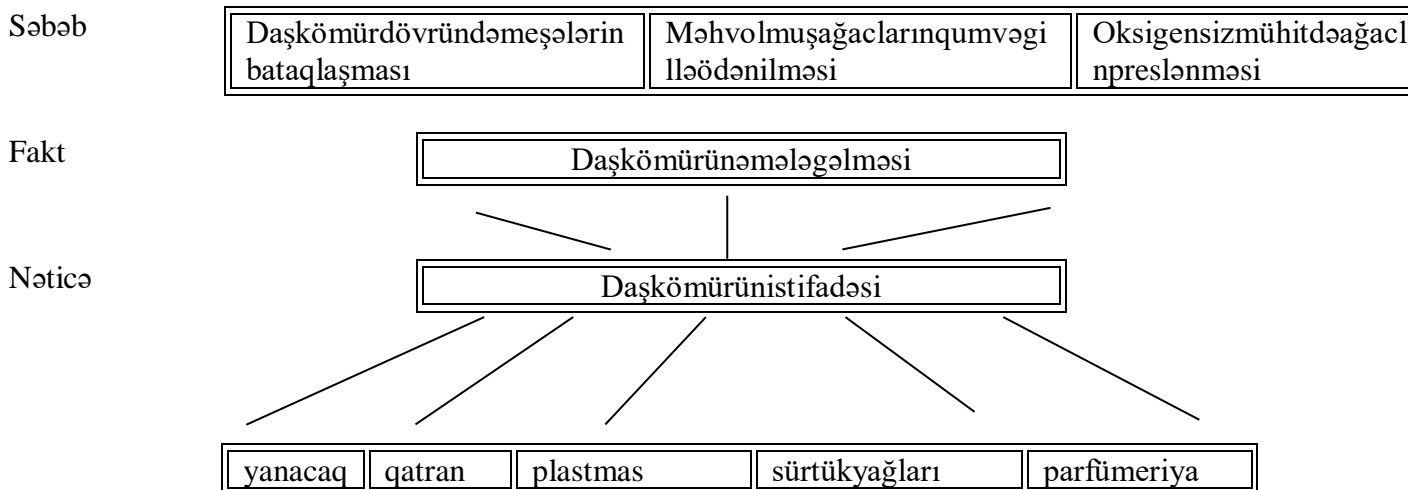 Səbəb
Daşkömürdövründəmeşələrin
bataqlaşması
Məhvolmuşağaclarınqumvəgi
lləödənilməsi
Oksigensizmühitdəağacl
npreslənməsi
Fakt
Daşkömürünəmələgəlməsi
Nəticə
Daşkömürünistifadəsi
yanacaq
qatran
plastmas
sürtükyağları
parfümeriya